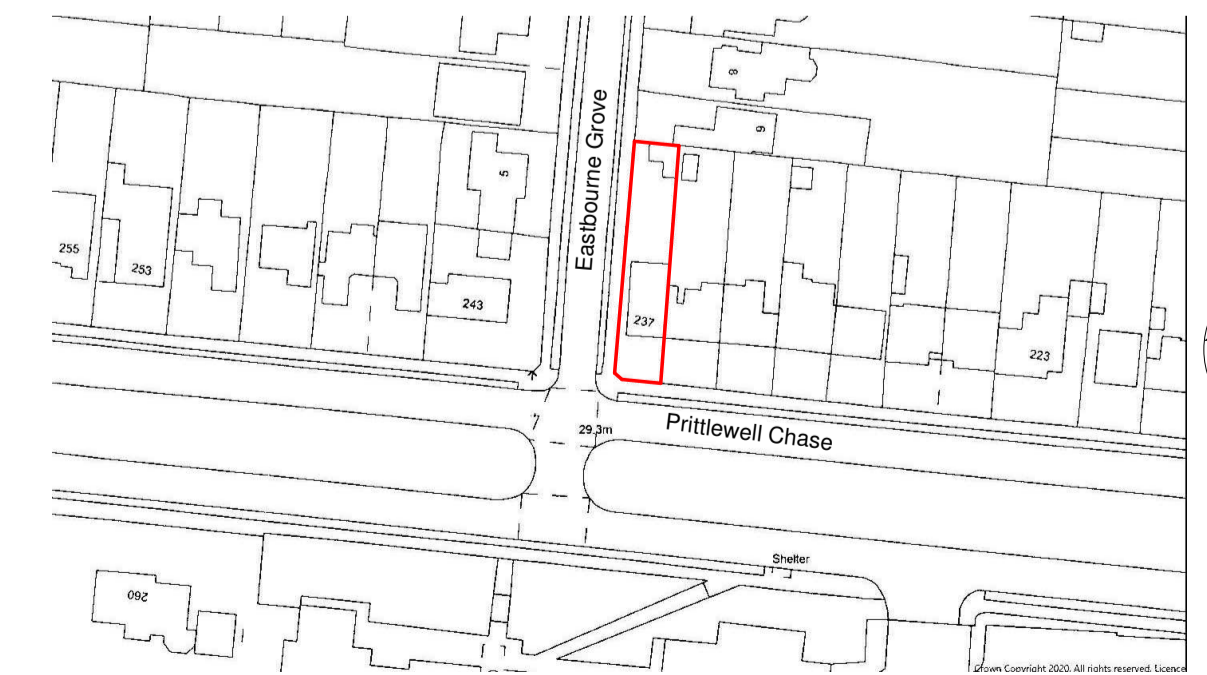 8
9
Eastbourne Grove
5
255
253
243
237
223
29.3m
Prittlewell Chase
Shelter
260
Crown Copyright 2020. All rights reserved. Licence